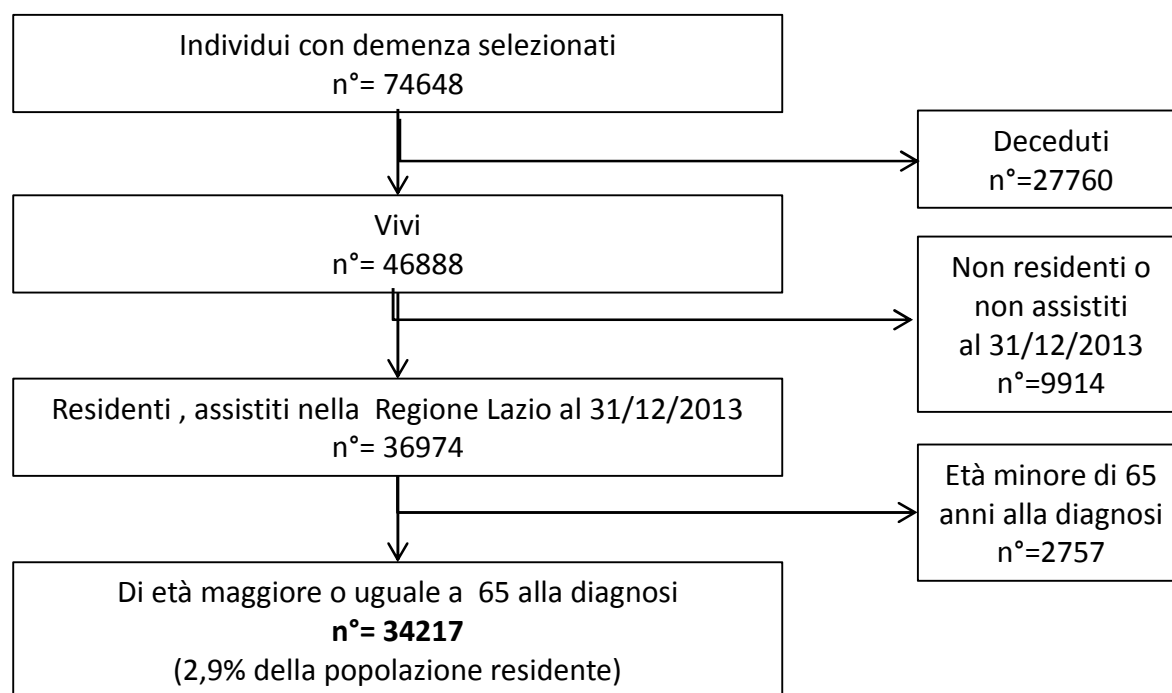 Individui con demenza selezionati
n°= 74648
Deceduti
n°=27760
Vivi
n°= 46888
Non residenti o
non assistiti
al 31/12/2013
n°=9914
Residenti , assistiti nella Regione Lazio al 31/12/2013
n°= 36974
Età minore di 65
anni alla diagnosi
n°=2757
Di età maggiore o uguale a 65 alla diagnosi
n°= 34217
(2,9% della popolazione residente)